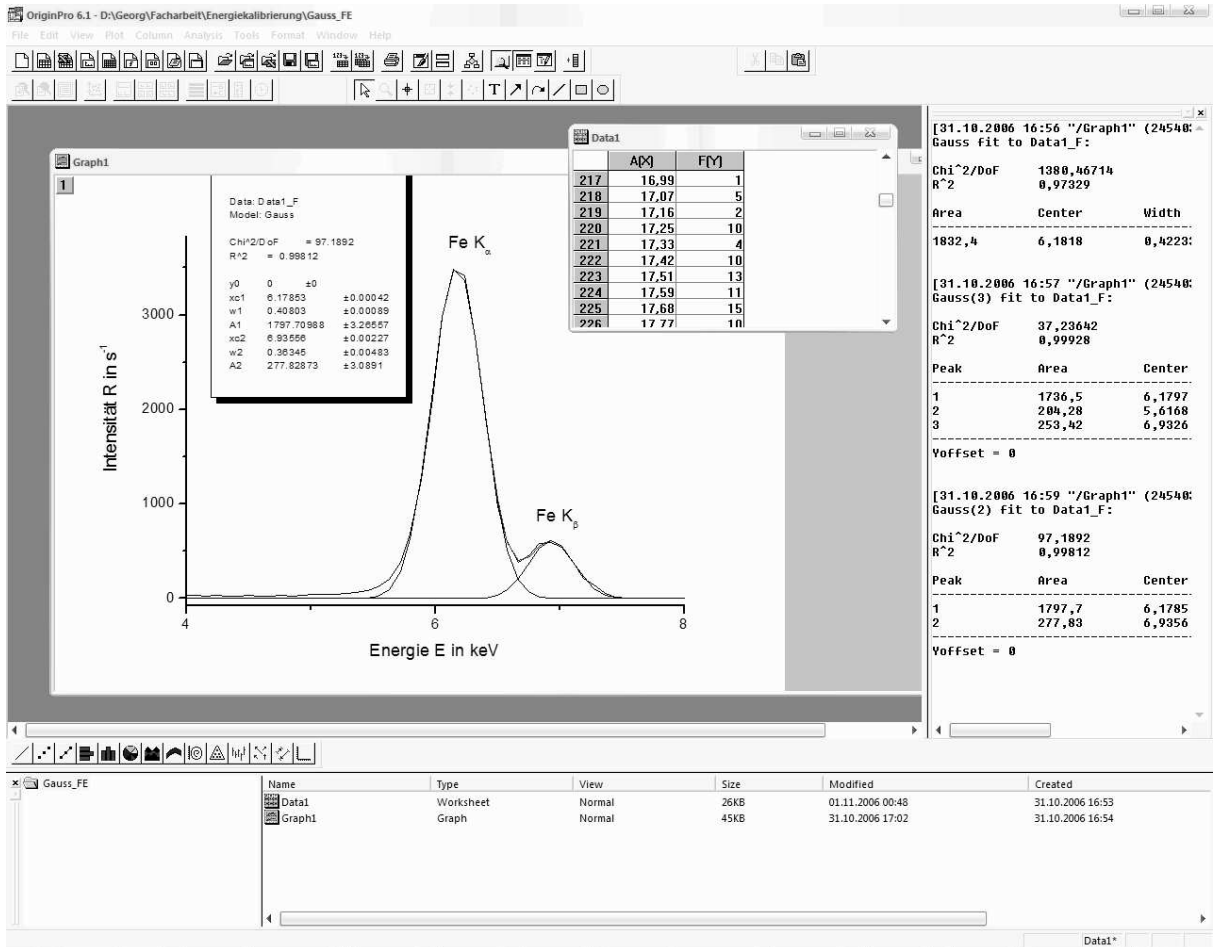 OriginPro 6.1 - D:\Georg\Facharbeit\Energiekalibrierung\Gauss_FE
File Edit View Plot Column Analysis Tools Format Window Help
Graph1
1
Data: Data1_F
Model: Gauss
Chi^2/DoF = 97.1892
R^2 = 0.99812
y0 0 ±0
xc1 6.17853 ±0.00042
w1 0.40803 ±0.00089
A1 1797.70988 ±3.26557
xc2 6.93556 ±0.00227
w2 0.36345 ±0.00483
A2 277.82873 ±3.0891
Fe Kα
Fe Kβ
3000
2000
1000
0
4
6
8
Intensität R in s⁻¹
Energie E in keV
Data1
A(X) F(Y)
217 16,99 1
218 17,07 5
219 17,16 2
220 17,25 10
221 17,33 4
222 17,42 10
223 17,51 13
224 17,59 11
225 17,68 15
226 17,77 10
[31.10.2006 16:56 "/Graph1" (24540
Gauss fit to Data1_F:
Chi^2/DoF 1380,46714
R^2 0,97329
Area Center Width
1832,4 6,1818 0,4223
[31.10.2006 16:57 "/Graph1" (24540
Gauss(3) fit to Data1_F:
Chi^2/DoF 37,23642
R^2 0,99928
Peak Area Center
1 1736,5 6,1797
2 204,28 5,6168
3 253,42 6,9326
Yoffset = 0
[31.10.2006 16:59 "/Graph1" (24540
Gauss(2) fit to Data1_F:
Chi^2/DoF 97,1892
R^2 0,99812
Peak Area Center
1 1797,7 6,1785
2 277,83 6,9356
Yoffset = 0
Gauss_FE
Name Type View Size Modified Created
Data1 Worksheet Normal 26KB 01.11.2006 00:48 31.10.2006 16:53
Graph1 Graph Normal 45KB 31.10.2006 17:02 31.10.2006 16:54
Data1*